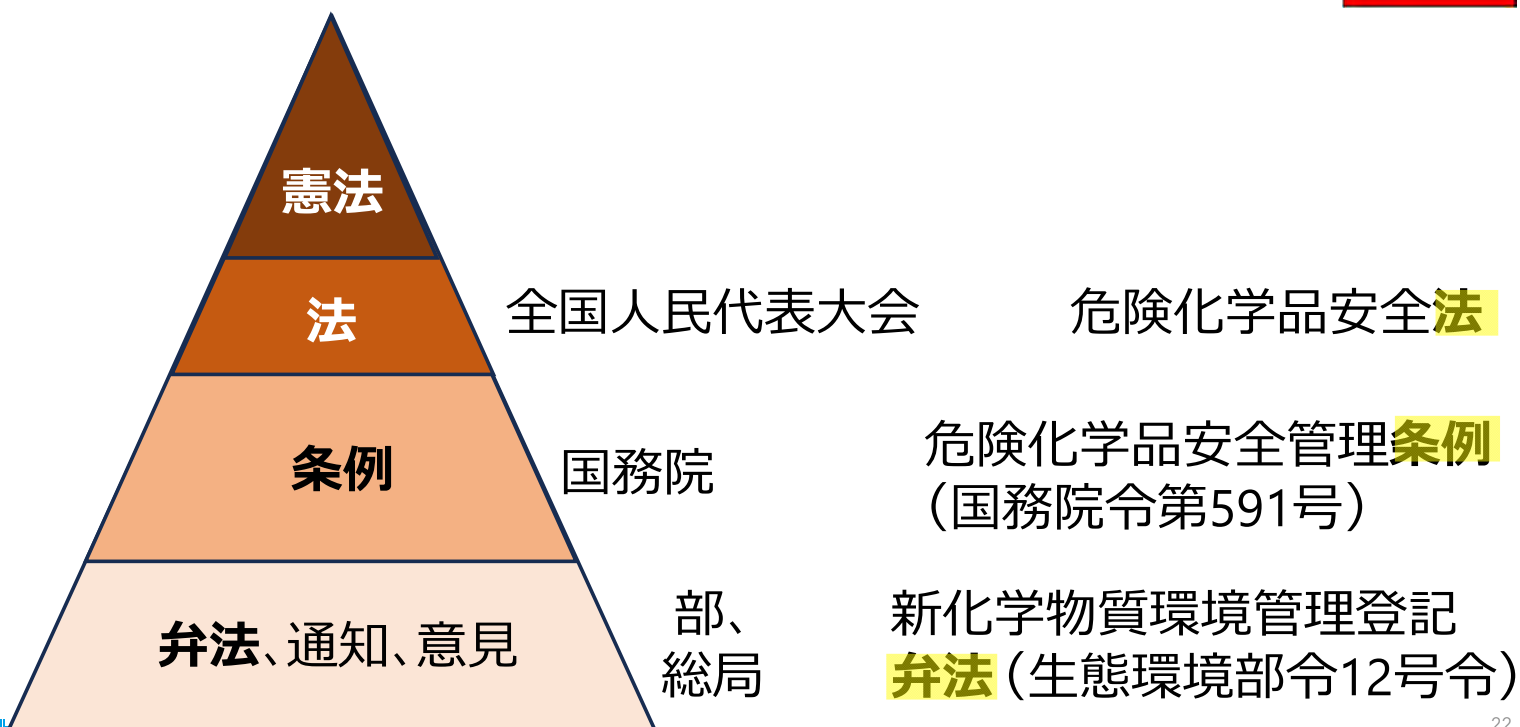 憲法
法
全国人民代表大会
危険化学品安全法
条例
国務院
危険化学品安全管理条例
（国務院令第591号）
弁法、通知、意見
部、
総局
新化学物質環境管理登記
弁法（生態環境部令12号令）
22